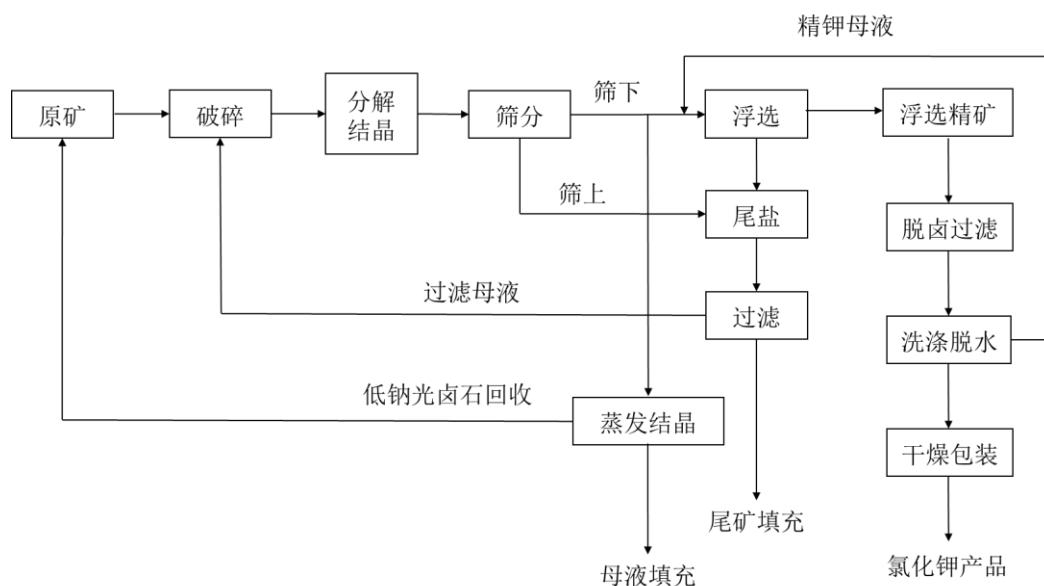 精钾母液
原矿
破碎
分解
结晶
筛分
筛下
浮选
浮选精矿
筛上
尾盐
脱卤过滤
过滤母液
过滤
洗涤脱水
低钠光卤石回收
蒸发结晶
干燥包装
尾矿填充
母液填充
氯化钾产品